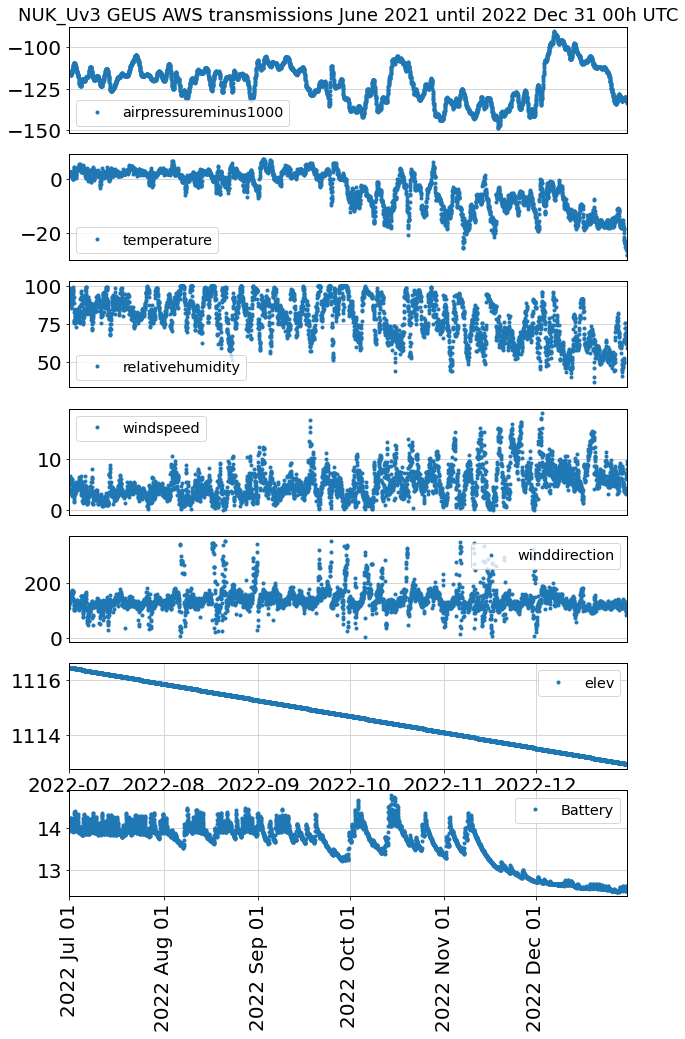 NUK_Uv3 GEUS AWS transmissions June 2021 until 2022 Dec 31 00h UTC
−100
−125
−150
airpressureminus1000
0
−20
temperature
100
75
50
relativehumidity
10
0
windspeed
200
0
winddirection
1116
1114
elev
2022-07 2022-08 2022-09 2022-10 2022-11 2022-12
14
13
Battery
2022 Jul 01
2022 Aug 01
2022 Sep 01
2022 Oct 01
2022 Nov 01
2022 Dec 01